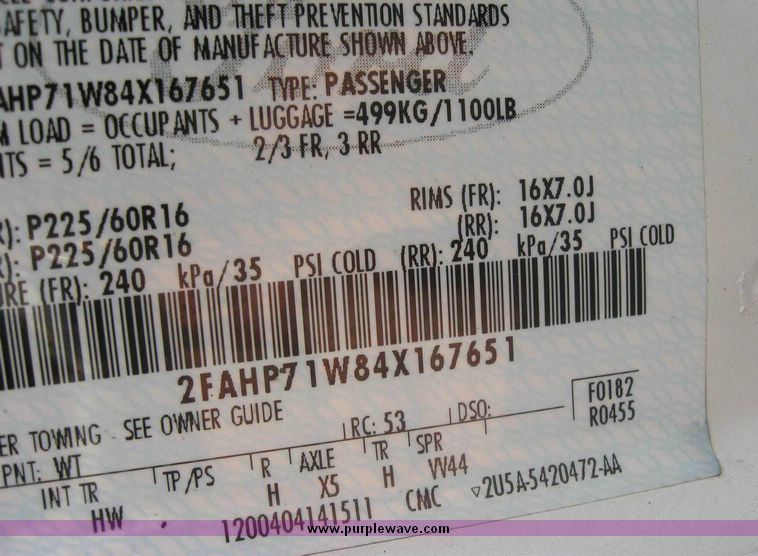 AFETY, BUMPER, AND THEFT PREVENTION STANDARDS
T ON THE DATE OF MANUFACTURE SHOWN ABOVE.
AHP71W84X167651 TYPE: PASSENGER
M LOAD = OCCUPANTS + LUGGAGE =499KG/1100LB
NTS = 5/6 TOTAL; 2/3 FR, 3 RR
R): P225/60R16 RIMS (FR): 16X7.0J
): P225/60R16 (RR): 16X7.0J
RE (FR): 240 kPa/35 PSI COLD (RR): 240 kPa/35 PSI COLD
2FAHP71W84X167651
ER TOWING - SEE OWNER GUIDE RC: 53 DSO: F0182
R0455
PNT: WT TP/PS R AXLE TR SPR
INT TR H X5 H VV44
HW 1200404141511 CMC 2U5A-5420472-AA
www.purplewave.com